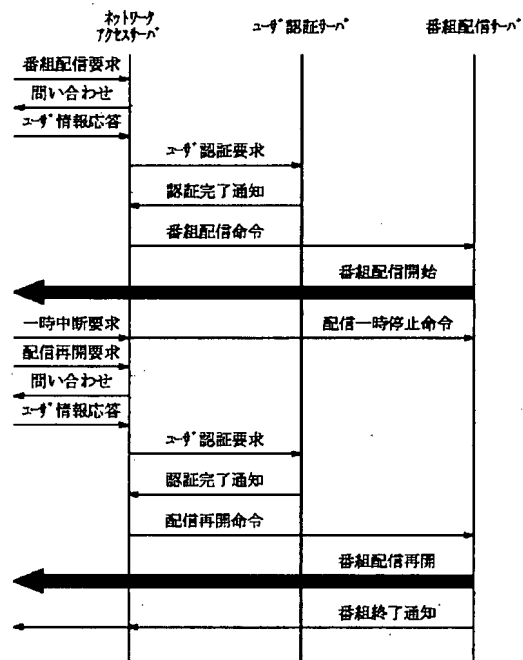 ネットワーク
アクセスサーバ
ユーザ認証サーバ
番組配信サーバ
番組配信要求
問い合わせ
ユーザ情報応答
ユーザ認証要求
認証完了通知
番組配信命令
番組配信開始
一時中断要求
配信一時停止命令
配信再開要求
問い合わせ
ユーザ情報応答
ユーザ認証要求
認証完了通知
配信再開命令
番組配信再開
番組終了通知